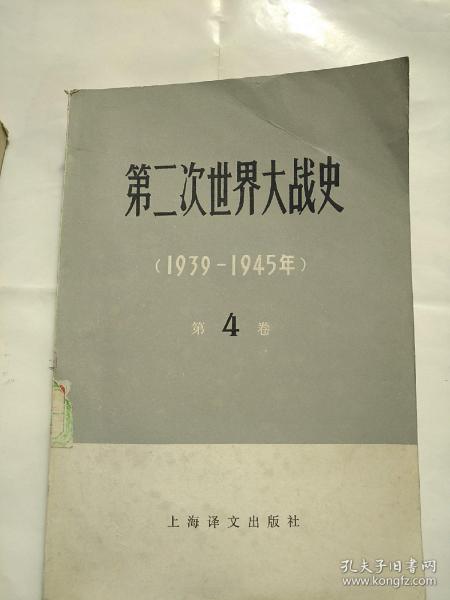 第二次世界大战史
（1939－1945年）
第 4 卷
上海译文出版社
孔夫子旧书网
www.kongfz.com